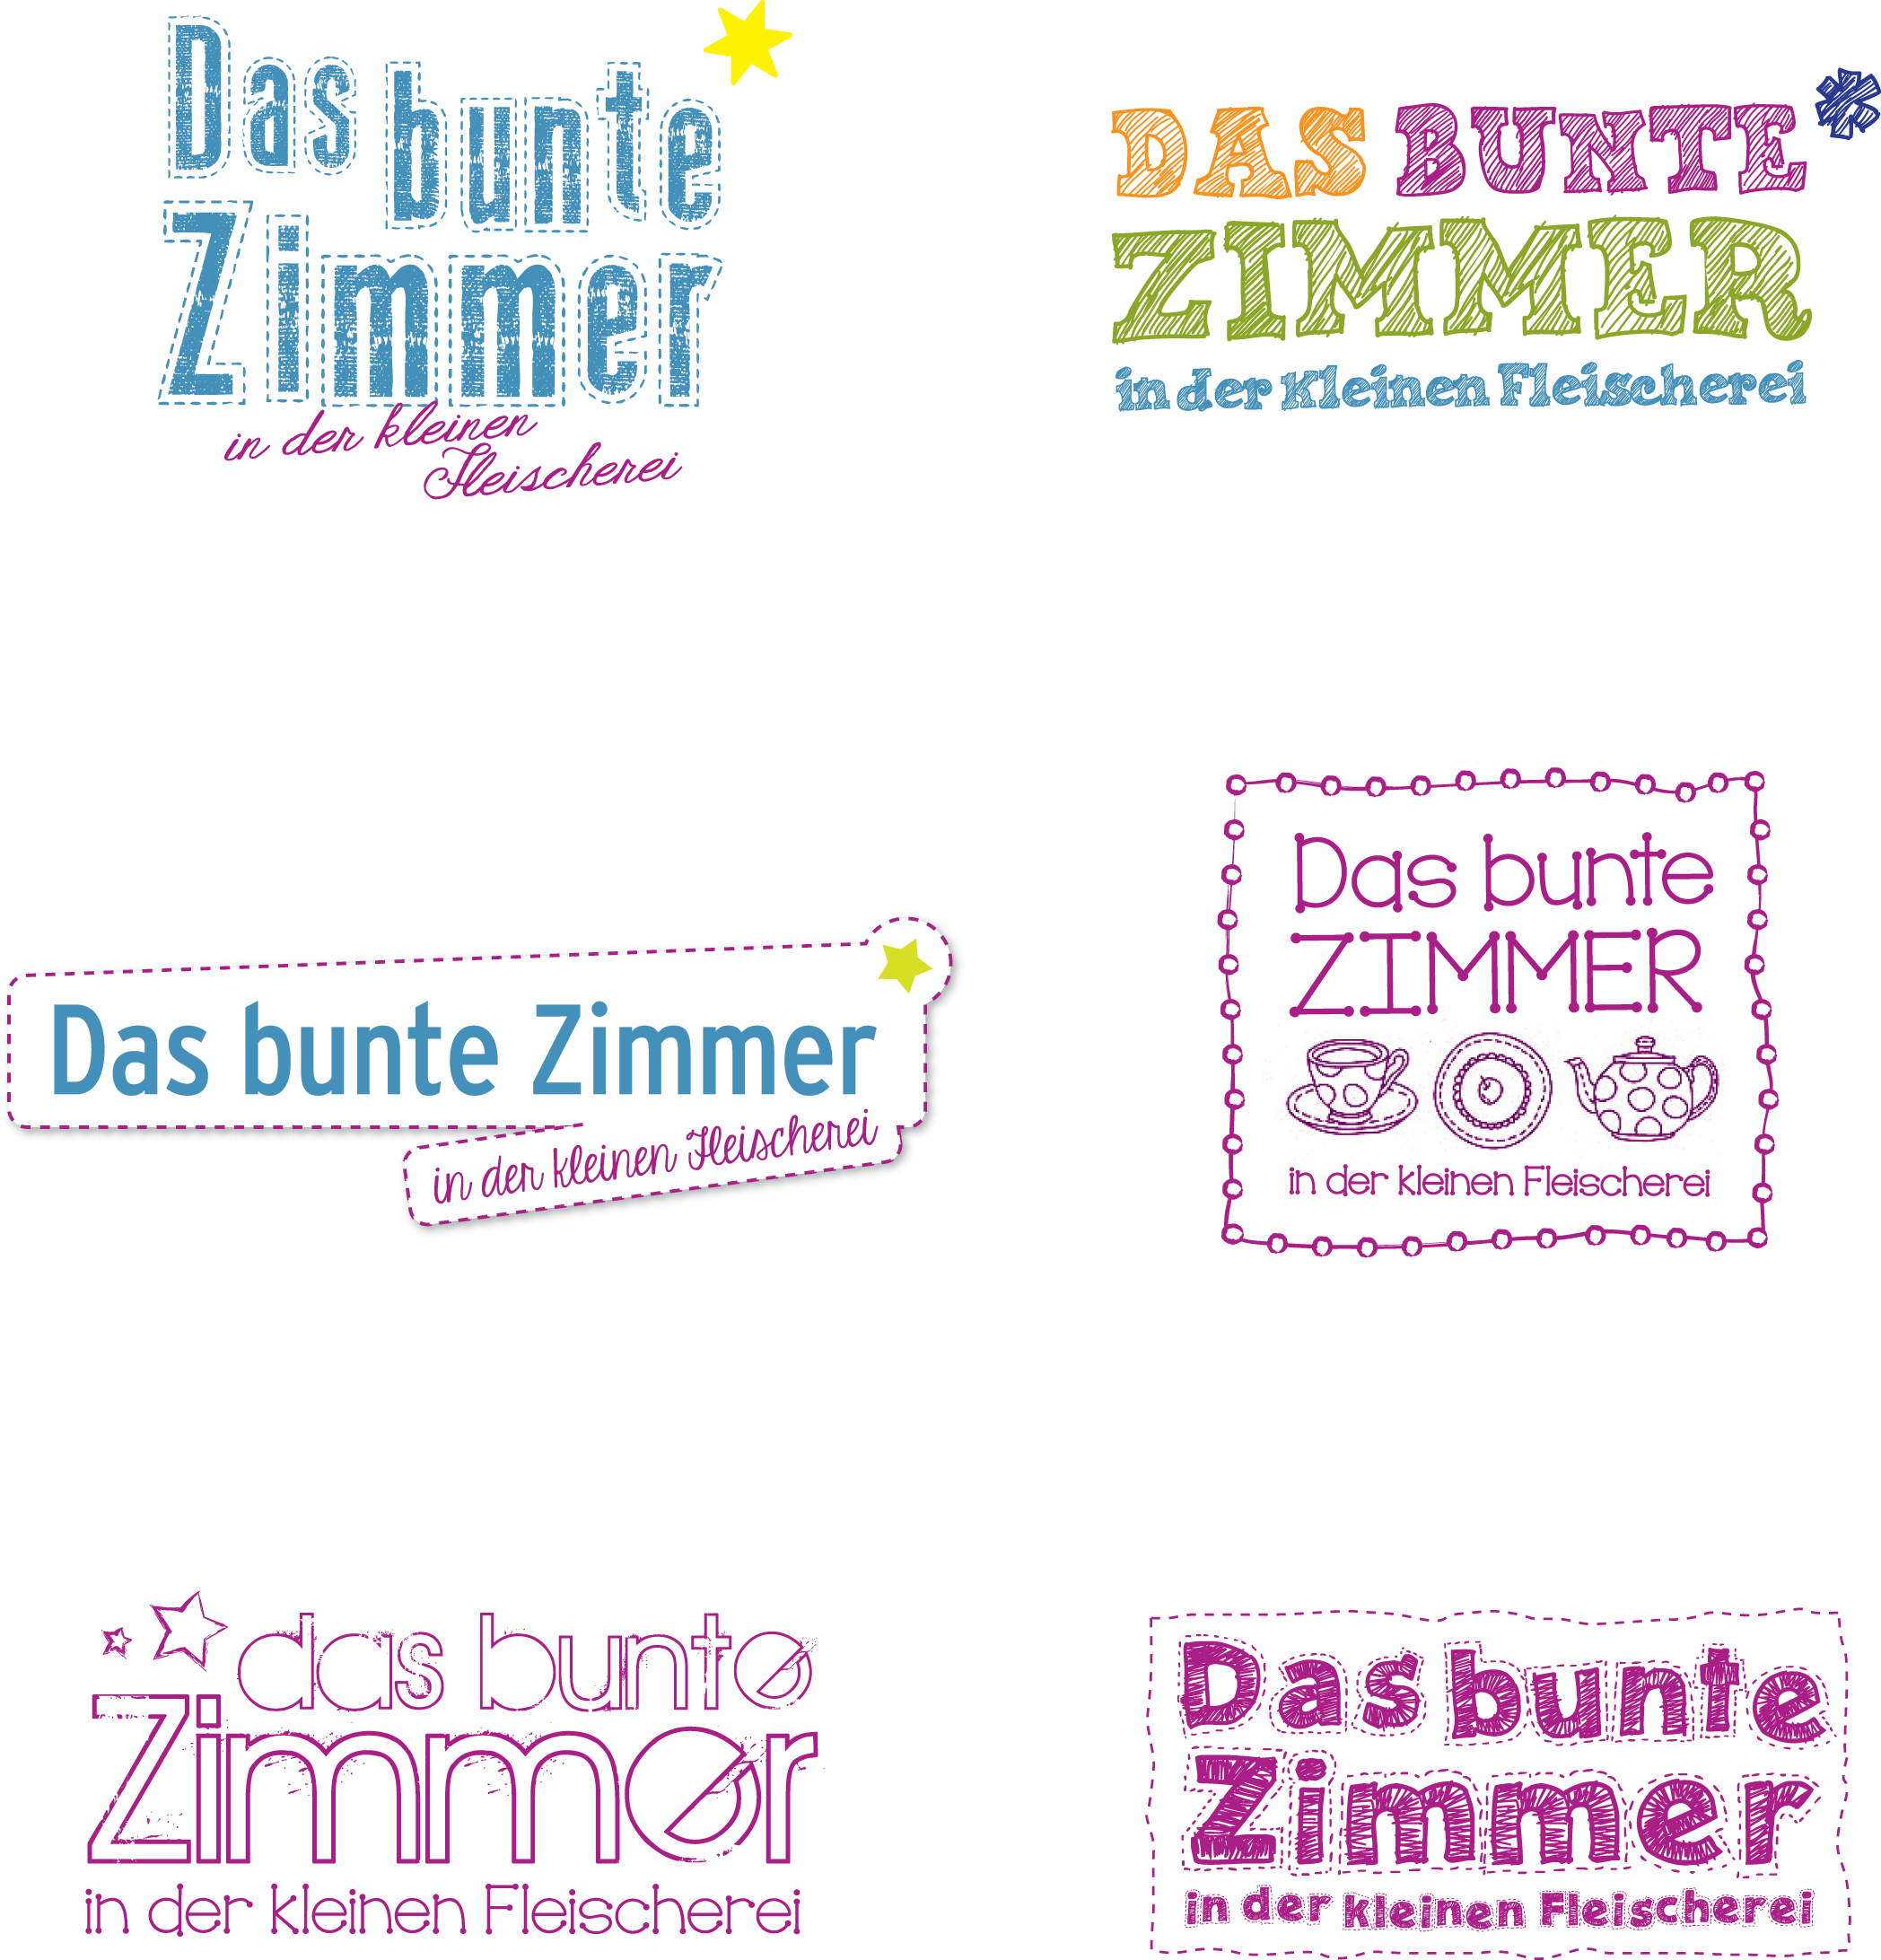 Das bunte
Zimmer
in der kleinen
Fleischerei
DAS BUNTE
ZIMMER
in der kleinen Fleischerei
Das bunte Zimmer
in der kleinen Fleischerei
Das bunte
ZIMMER
in der kleinen Fleischerei
das bunte
Zimmer
in der kleinen Fleischerei
Das bunte
Zimmer
in der kleinen Fleischerei